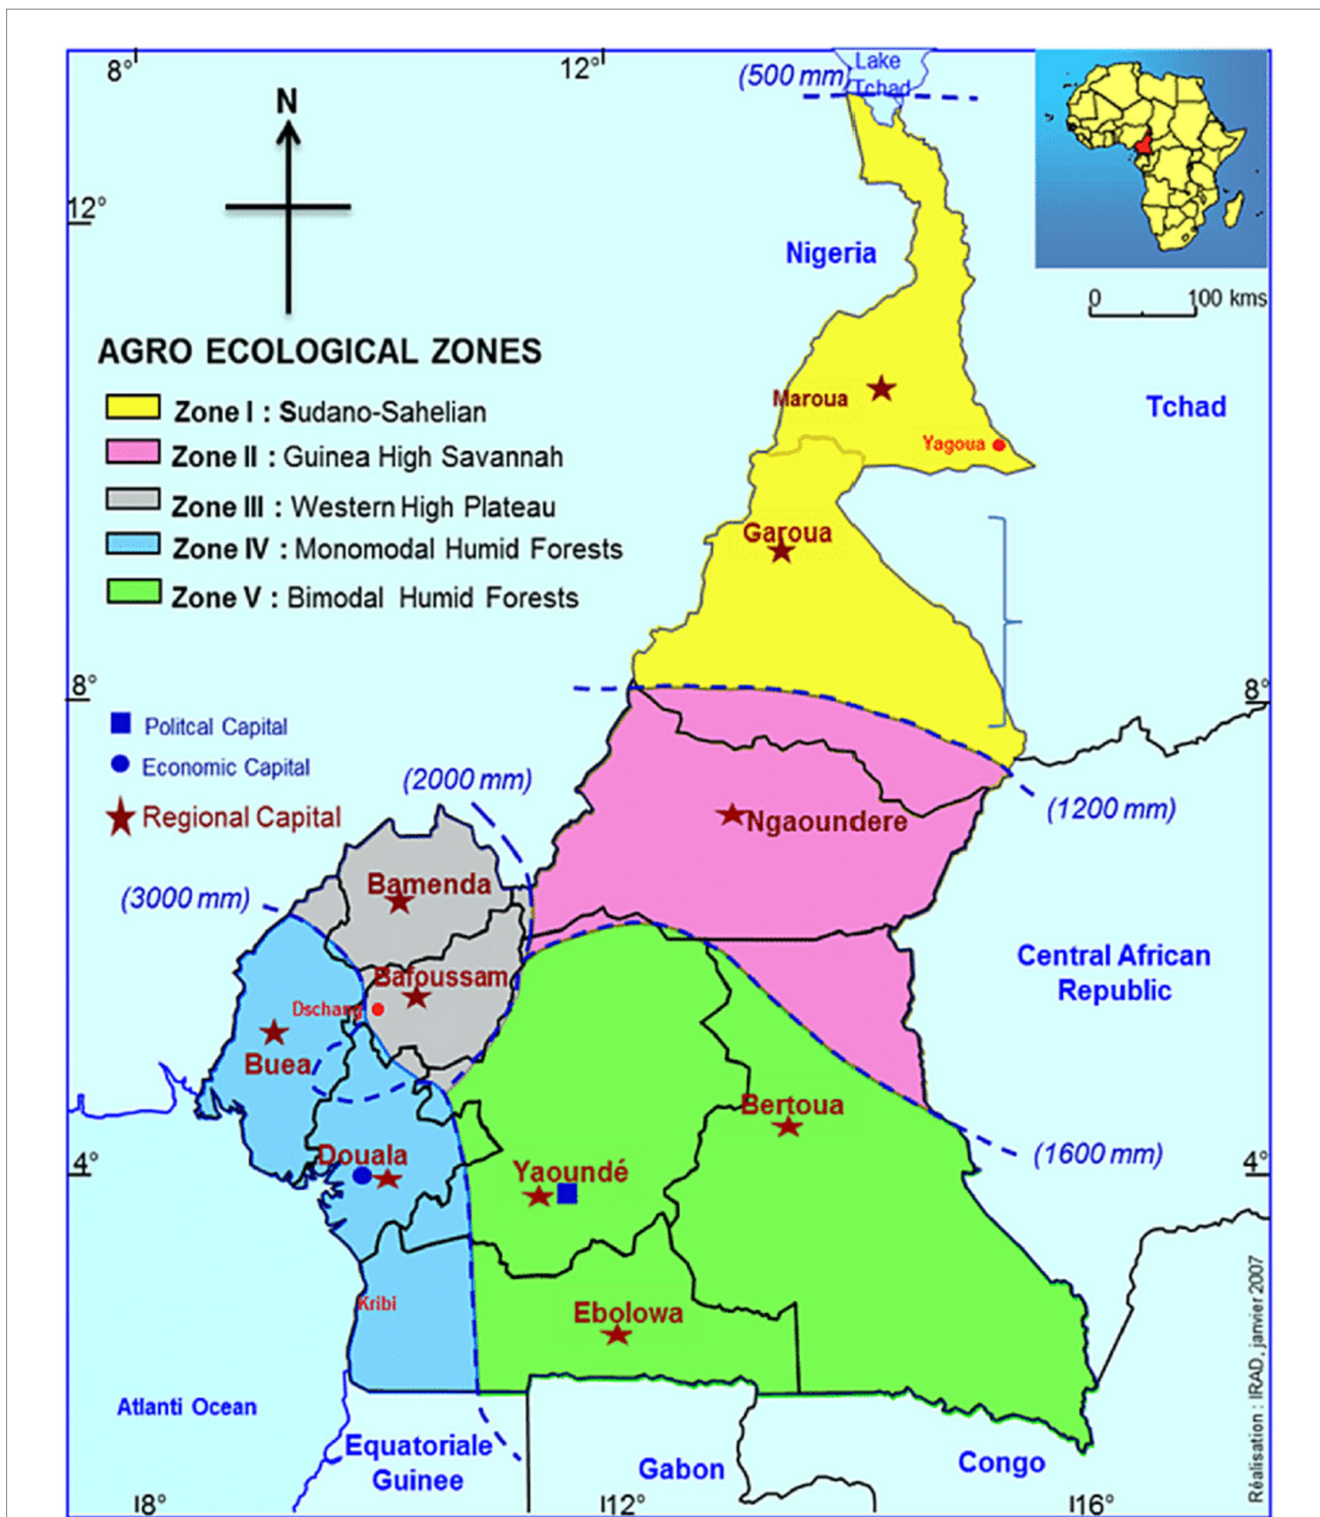 8°
12°
(500 mm)
Lake
Tchad
N
12°
Nigeria
0 100 kms
AGRO ECOLOGICAL ZONES
Zone I : Sudano-Sahelian
Zone II : Guinea High Savannah
Zone III : Western High Plateau
Zone IV : Monomodal Humid Forests
Zone V : Bimodal Humid Forests
Maroua
Tchad
Yagoua
Garoua
8°
8°
Politcal Capital
Economic Capital
Regional Capital
(2000 mm)
(1200 mm)
Ngaoundere
(3000 mm)
Bamenda
Bafoussam
Central African
Republic
Dschang
Buea
Bertoua
Douala
Yaoundé
(1600 mm)
4°
4°
Kribi
Ebolowa
Atlanti Ocean
Equatoriale
Guinee
Gabon
Congo
Réalisation : IRAD, janvier 2007
8°
12°
16°